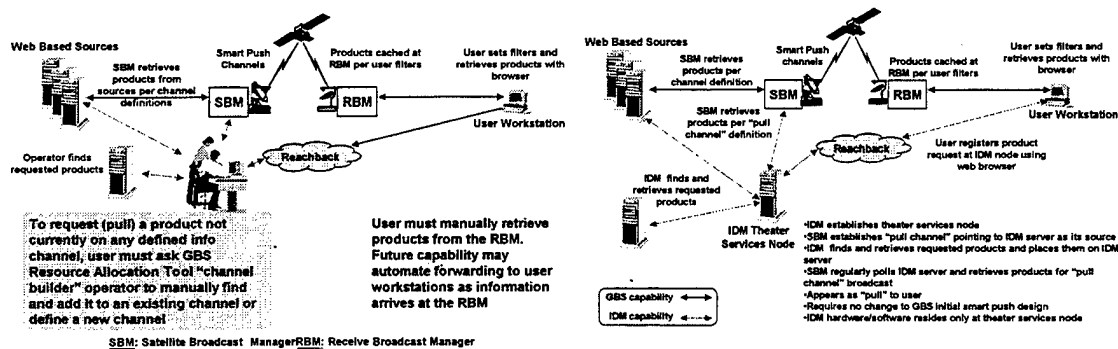 Web Based Sources
SBM retrieves
products from
sources per channel
definitions
Smart Push
Channels
Products cached at
RBM per user filters
User sets filters and
retrieves products with
browser
SBM
RBM
User Workstation
Reachback
Operator finds
requested products
To request (pull) a product not
currently on any defined info
channel, user must ask GBS
Resource Allocation Tool "channel
builder" operator to manually find
and add it to an existing channel or
define a new channel
User must manually retrieve
products from the RBM.
Future capability may
automate forwarding to user
workstations as information
arrives at the RBM
SBM: Satellite Broadcast ManagerRBM: Receive Broadcast Manager
Web Based Sources
SBM retrieves
products per
channel definition
Smart Push
channels
Products cached at
RBM per user filters
User sets filters and
retrieves products with
browser
SBM
RBM
User Workstation
SBM retrieves
products per "pull
channel" definition
Reachback
User registers product
request at IDM node using
web browser
IDM finds and
retrieves requested
products
IDM Theater
Services Node
•IDM establishes theater services node
•SBM establishes "pull channel" pointing to IDM server as its source
•IDM finds and retrieves requested products and places them on IDM
server
•SBM regularly polls IDM server and retrieves products for "pull
channel" broadcast
•Appears as "pull" to user
•Requires no change to GBS initial smart push design
•IDM hardware/software resides only at theater services node
GBS capability
IDM capability